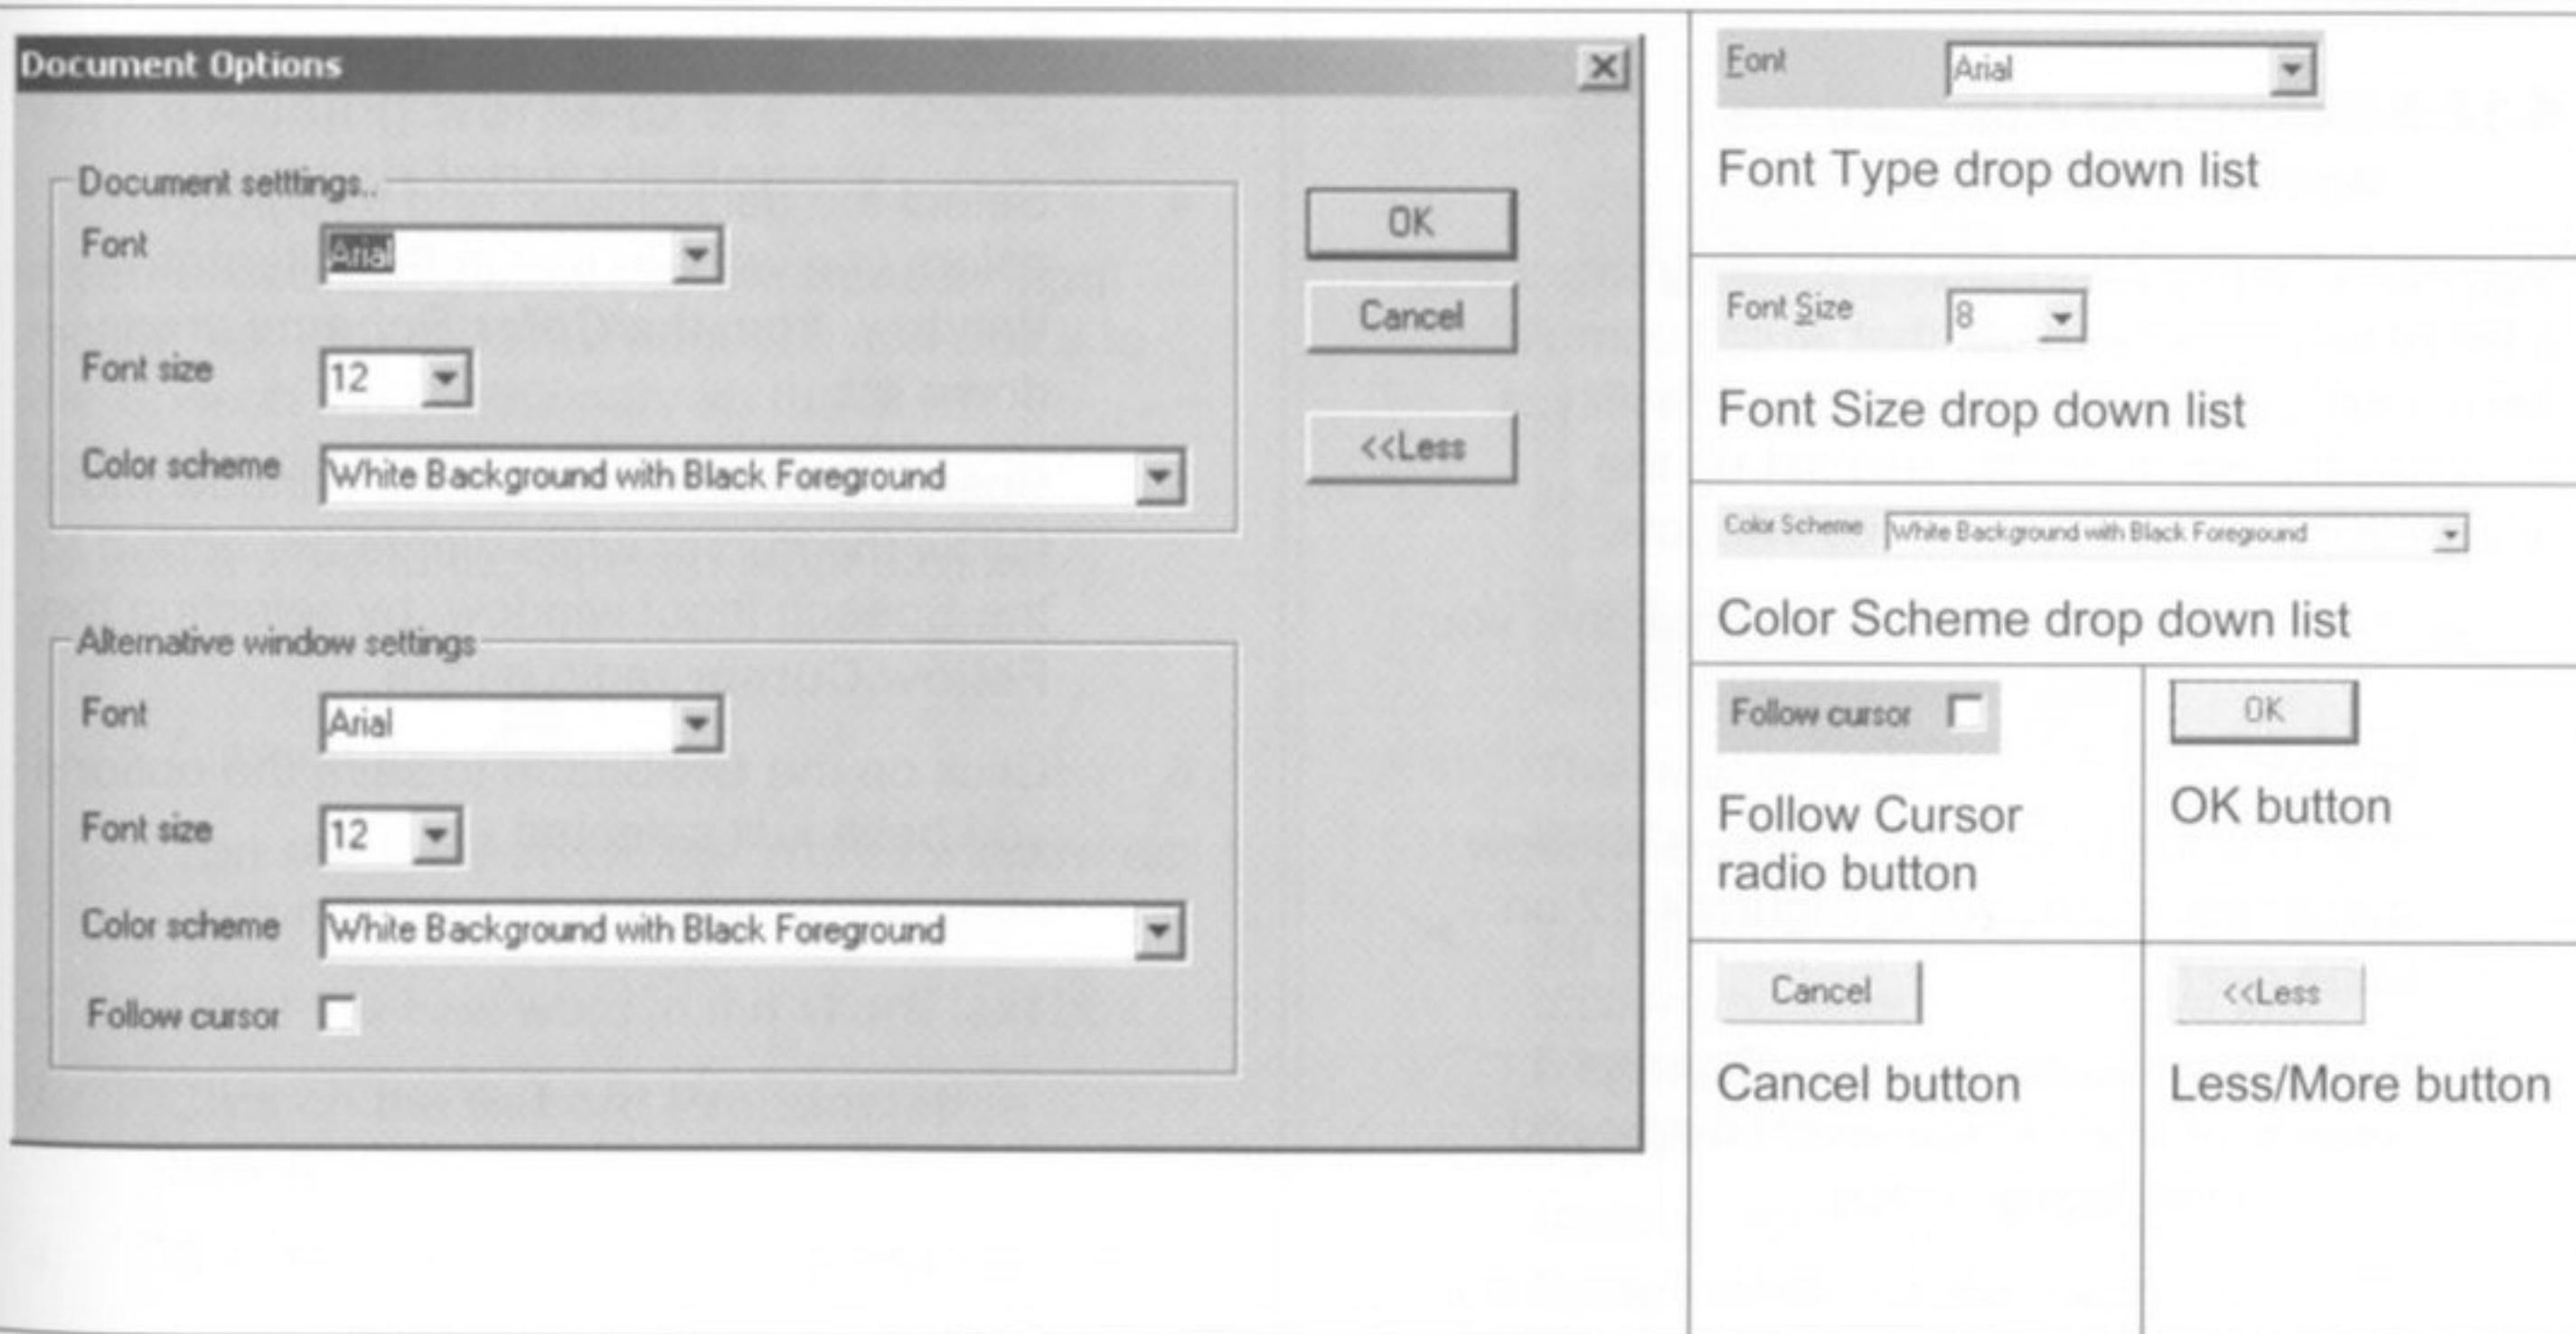 Document Options
Document setttings..
Font Arial
Font size 12
Color scheme White Background with Black Foreground
OK
Cancel
<<Less
Alternative window settings
Font Arial
Font size 12
Color scheme White Background with Black Foreground
Follow cursor
Font Arial
Font Type drop down list
Font Size 8
Font Size drop down list
Color Scheme White Background with Black Foreground
Color Scheme drop down list
Follow cursor
Follow Cursor
radio button
OK
OK button
Cancel
Cancel button
<<Less
Less/More button